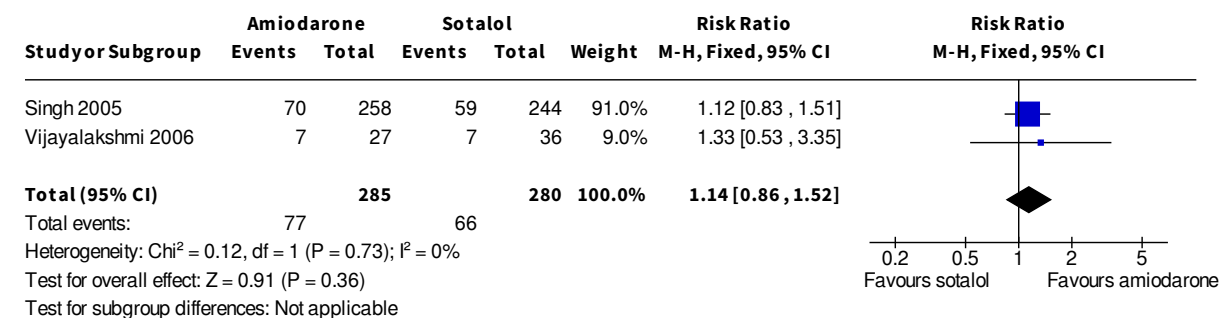 Amiodarone Sotalol Risk Ratio Risk Ratio
Study or Subgroup Events Total Events Total Weight M-H, Fixed, 95% CI M-H, Fixed, 95% CI
Singh 2005 70 258 59 244 91.0% 1.12 [0.83 , 1.51]
Vijayalakshmi 2006 7 27 7 36 9.0% 1.33 [0.53 , 3.35]
Total (95% CI) 285 280 100.0% 1.14 [0.86 , 1.52]
Total events: 77 66
Heterogeneity: Chi² = 0.12, df = 1 (P = 0.73); I² = 0%
Test for overall effect: Z = 0.91 (P = 0.36)
Test for subgroup differences: Not applicable
0.2 0.5 1 2 5
Favours sotalol Favours amiodarone